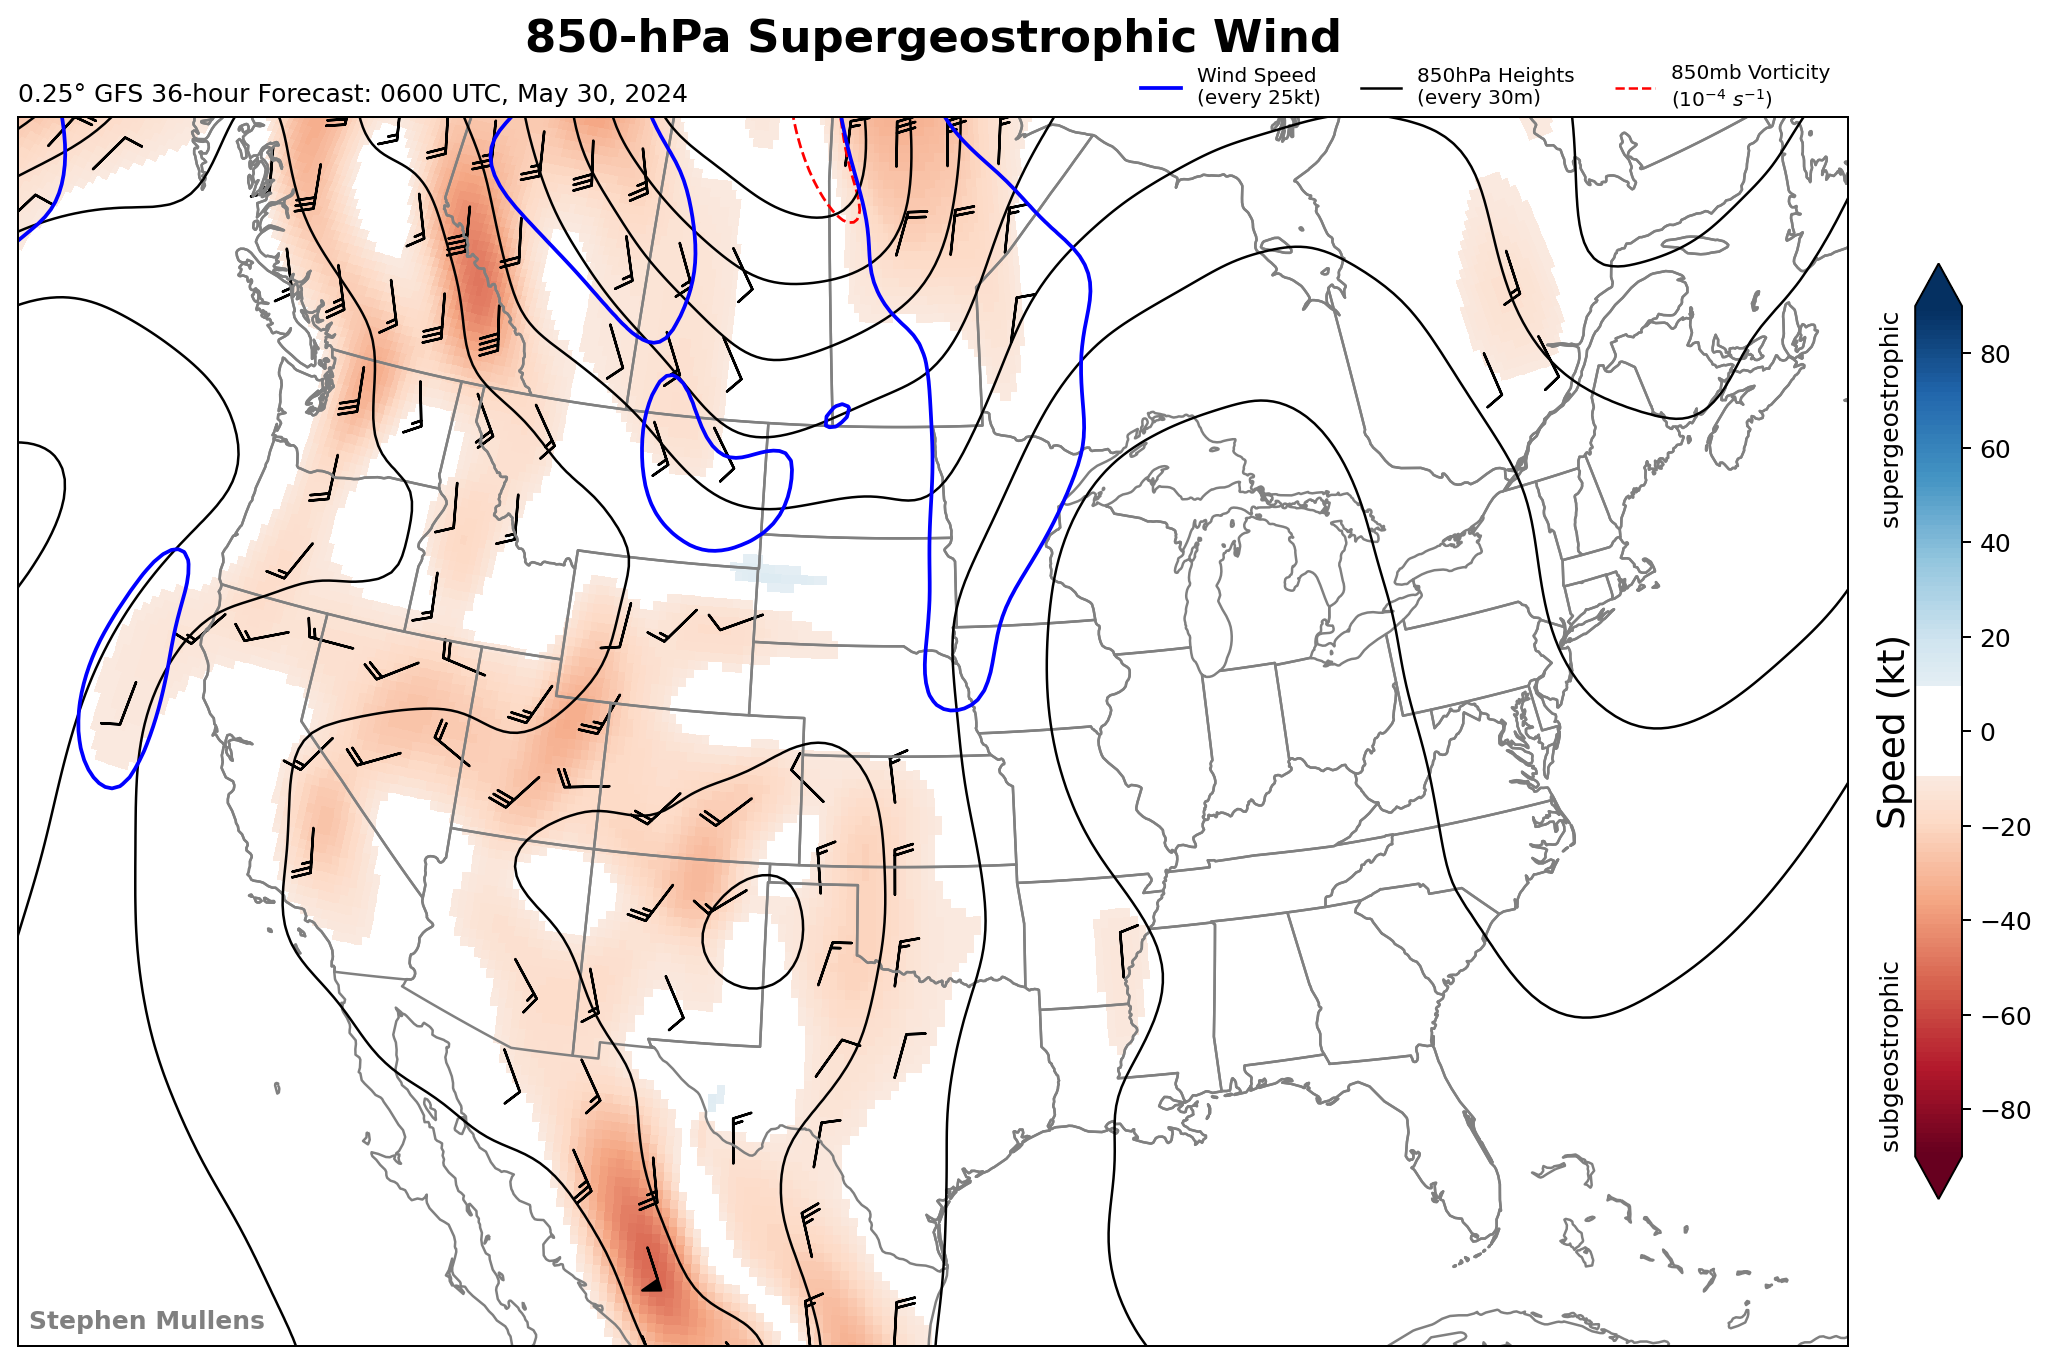 850-hPa Supergeostrophic Wind
0.25° GFS 36-hour Forecast: 0600 UTC, May 30, 2024
Wind Speed
(every 25kt)
850hPa Heights
(every 30m)
850mb Vorticity
(10⁻⁴ s⁻¹)
supergeostrophic
Speed (kt)
subgeostrophic
80
60
40
20
0
−20
−40
−60
−80
Stephen Mullens